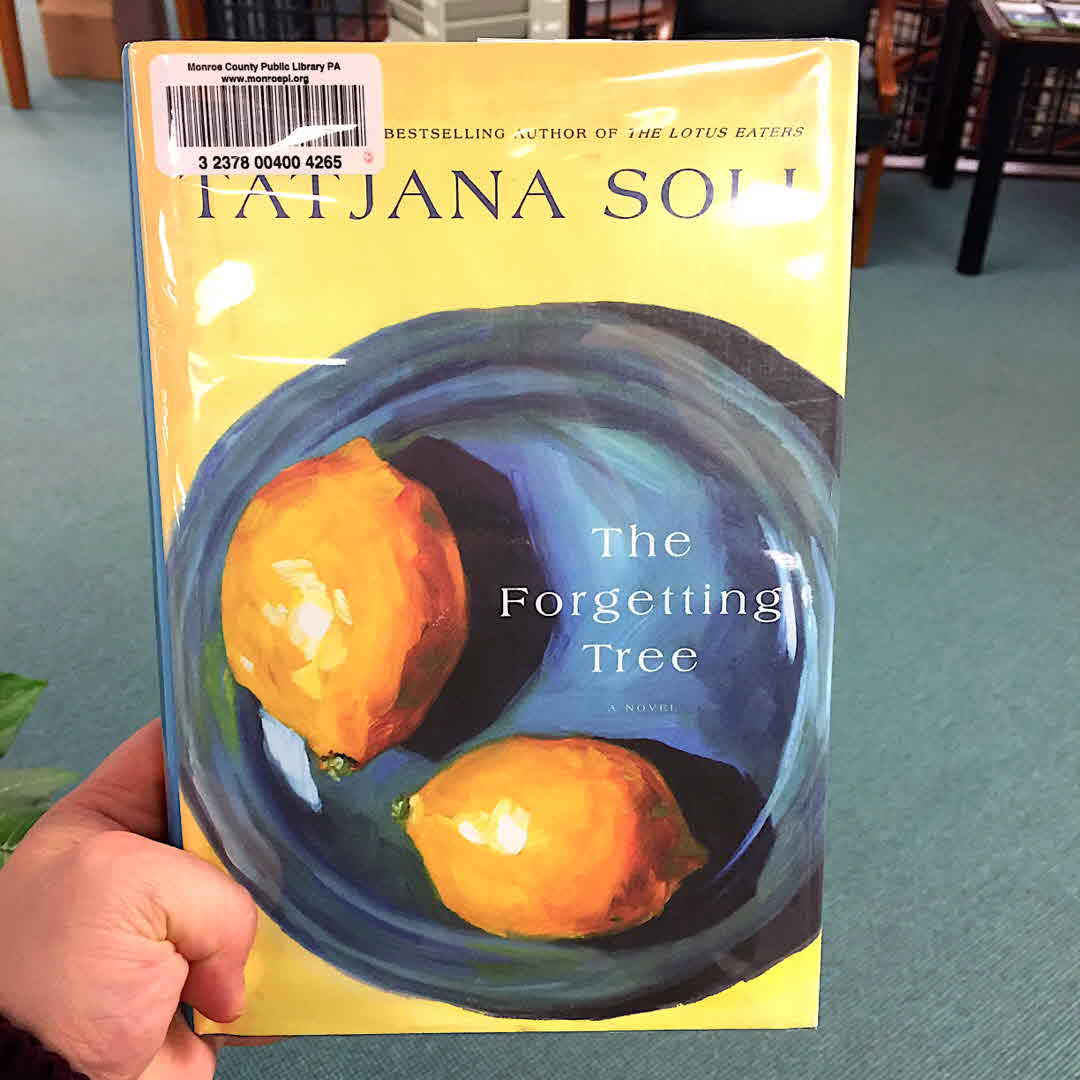 Monroe County Public Library PA
www.monroepl.org
3 2378 00400 4265
BESTSELLING AUTHOR OF THE LOTUS EATERS
TATJANA SOLI
The
Forgetting
Tree
A NOVEL